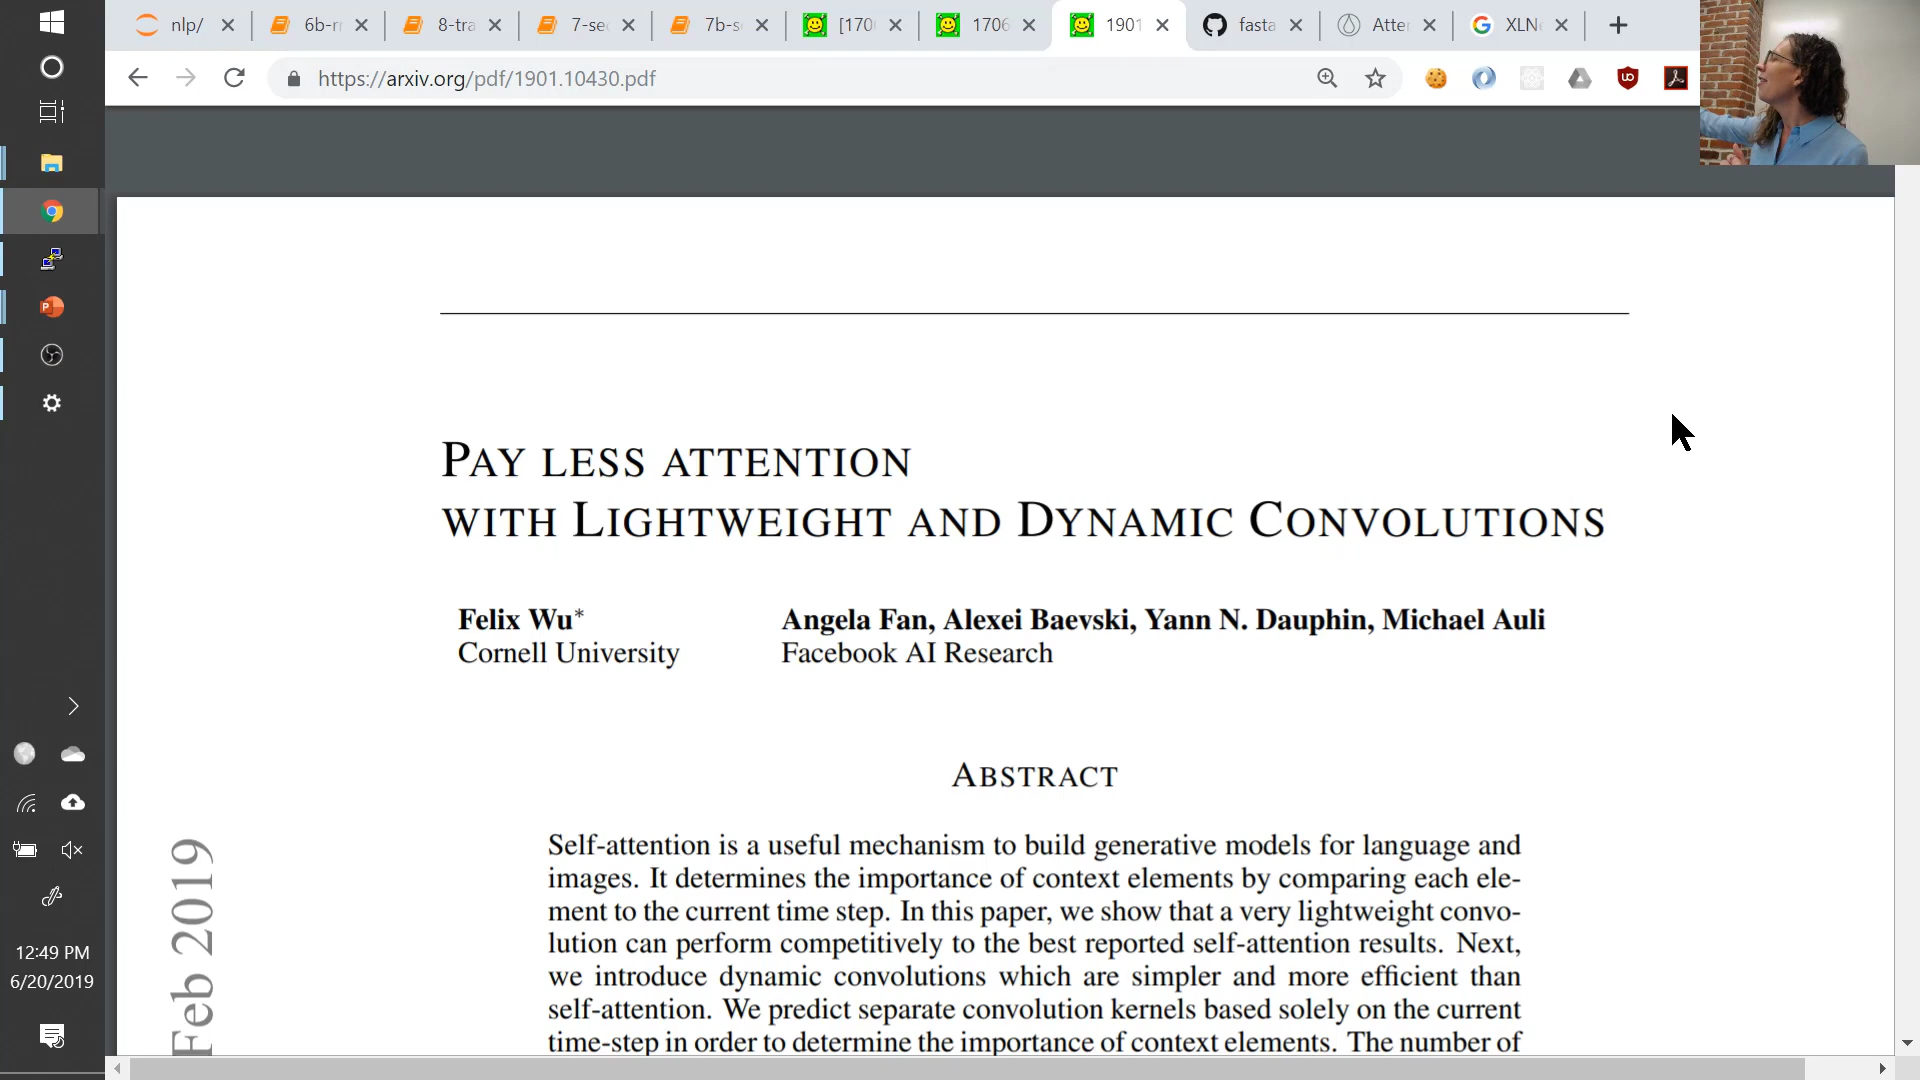 nlp/
6b-r
8-tra
7-sec
7b-s
[170
1706
1901
fasta
Atter
XLN
https://arxiv.org/pdf/1901.10430.pdf
PAY LESS ATTENTION
WITH LIGHTWEIGHT AND DYNAMIC CONVOLUTIONS
Felix Wu*
Cornell University
Angela Fan, Alexei Baevski, Yann N. Dauphin, Michael Auli
Facebook AI Research
ABSTRACT
Self-attention is a useful mechanism to build generative models for language and
images. It determines the importance of context elements by comparing each ele-
ment to the current time step. In this paper, we show that a very lightweight convo-
lution can perform competitively to the best reported self-attention results. Next,
we introduce dynamic convolutions which are simpler and more efficient than
self-attention. We predict separate convolution kernels based solely on the current
time-step in order to determine the importance of context elements. The number of
Feb 2019
12:49 PM
6/20/2019